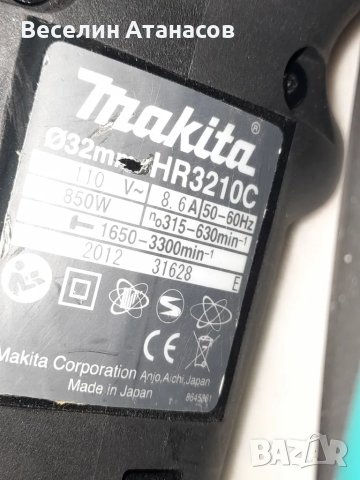 Веселин Атанасов
makita®
Ø32mm HR3210C
110 V~ 8.6A 50-60Hz
850W n₀315-630min⁻¹
1650-3300min⁻¹
2012 31628 E
CE
Makita Corporation Anjo, Aichi, Japan
Made in Japan
BAZAR